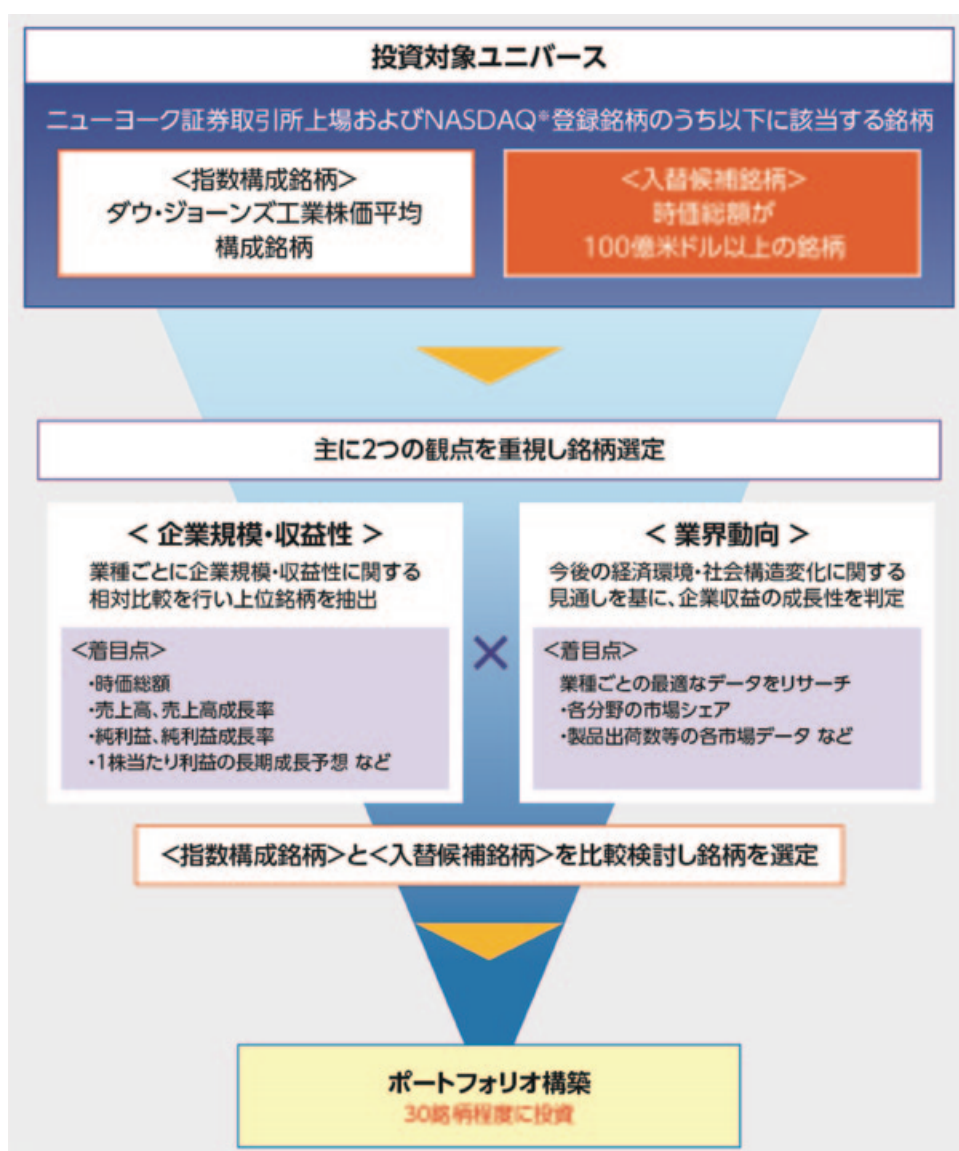 投資対象ユニバース
ニューヨーク証券取引所上場およびNASDAQ※登録銘柄のうち以下に該当する銘柄
<指数構成銘柄>
ダウ・ジョーンズ工業株価平均
構成銘柄
<入替候補銘柄>
時価総額が
100億米ドル以上の銘柄
主に2つの観点を重視し銘柄選定
< 企業規模・収益性 >
業種ごとに企業規模・収益性に関する
相対比較を行い上位銘柄を抽出
<着目点>
・時価総額
・売上高、売上高成長率
・純利益、純利益成長率
・1株当たり利益の長期成長予想 など
×
< 業界動向 >
今後の経済環境・社会構造変化に関する
見通しを基に、企業収益の成長性を判定
<着目点>
業種ごとの最適なデータをリサーチ
・各分野の市場シェア
・製品出荷数等の各市場データ など
<指数構成銘柄>と<入替候補銘柄>を比較検討し銘柄を選定
ポートフォリオ構築
30銘柄程度に投資